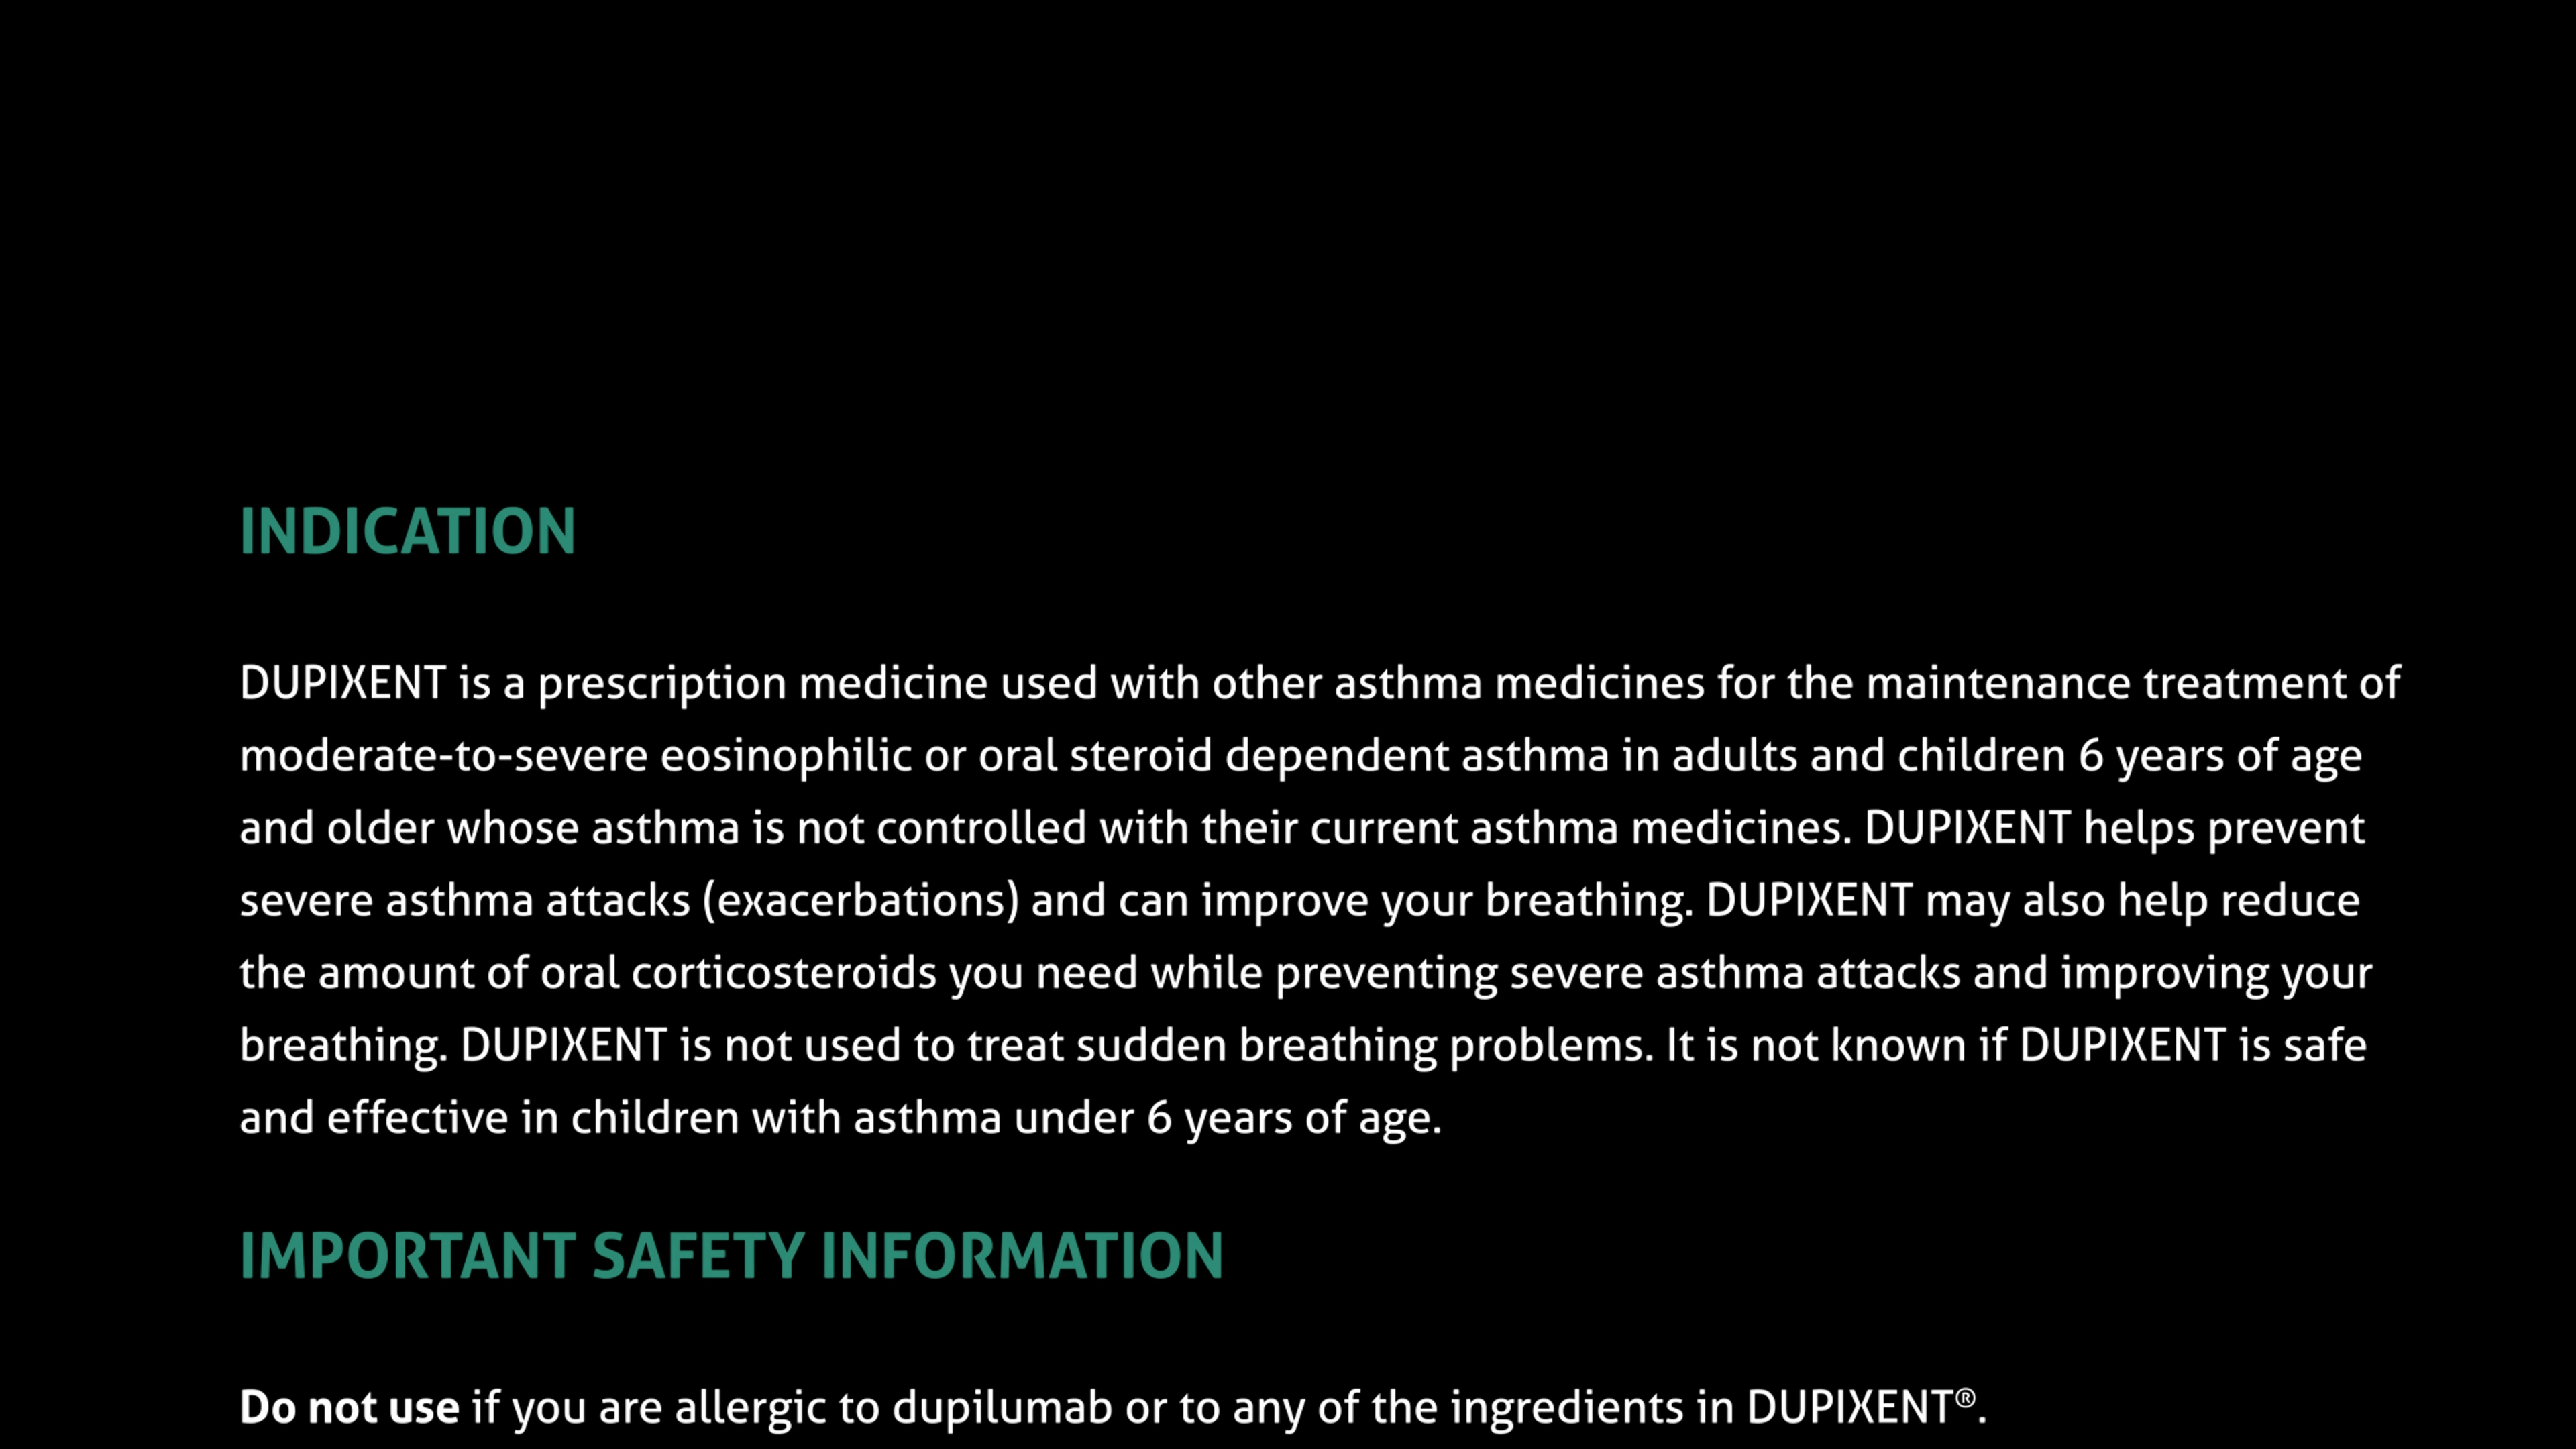 INDICATION
DUPIXENT is a prescription medicine used with other asthma medicines for the maintenance treatment of
moderate-to-severe eosinophilic or oral steroid dependent asthma in adults and children 6 years of age
and older whose asthma is not controlled with their current asthma medicines. DUPIXENT helps prevent
severe asthma attacks (exacerbations) and can improve your breathing. DUPIXENT may also help reduce
the amount of oral corticosteroids you need while preventing severe asthma attacks and improving your
breathing. DUPIXENT is not used to treat sudden breathing problems. It is not known if DUPIXENT is safe
and effective in children with asthma under 6 years of age.
IMPORTANT SAFETY INFORMATION
Do not use if you are allergic to dupilumab or to any of the ingredients in DUPIXENT®.